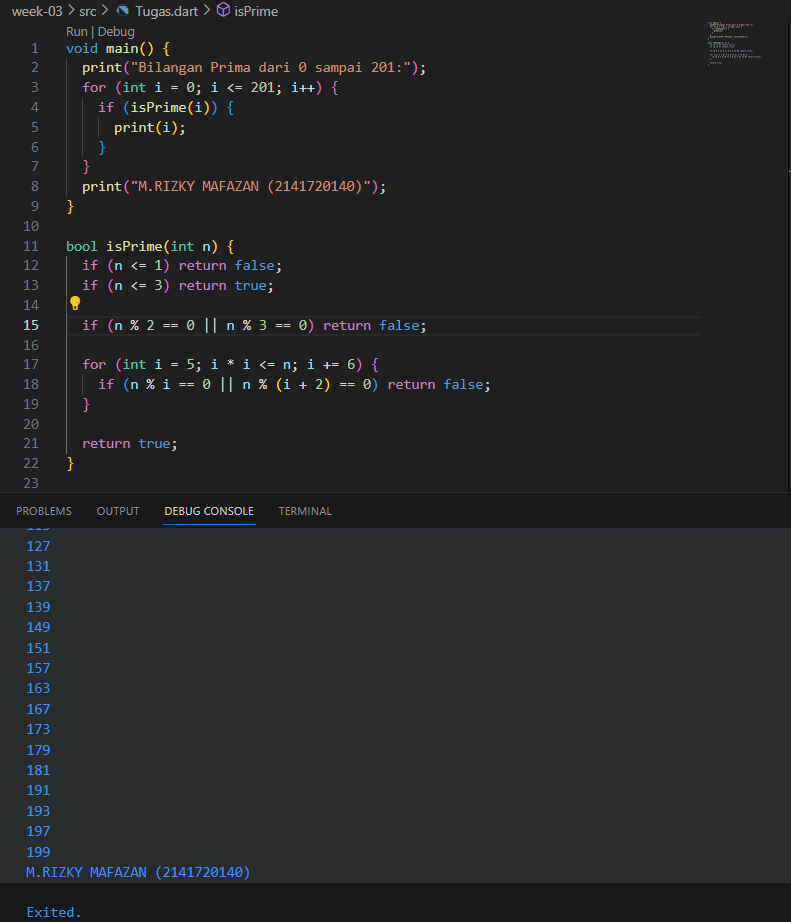 week-03 > src > Tugas.dart > isPrime
Run | Debug
1 void main() {
2 print("Bilangan Prima dari 0 sampai 201:");
3 for (int i = 0; i <= 201; i++) {
4 if (isPrime(i)) {
5 print(i);
6 }
7 }
8 print("M.RIZKY MAFAZAN (2141720140)");
9 }
10
11 bool isPrime(int n) {
12 if (n <= 1) return false;
13 if (n <= 3) return true;
14
15 if (n % 2 == 0 || n % 3 == 0) return false;
16
17 for (int i = 5; i * i <= n; i += 6) {
18 if (n % i == 0 || n % (i + 2) == 0) return false;
19 }
20
21 return true;
22 }
23
PROBLEMS OUTPUT DEBUG CONSOLE TERMINAL
127
131
137
139
149
151
157
163
167
173
179
181
191
193
197
199
M.RIZKY MAFAZAN (2141720140)
Exited.